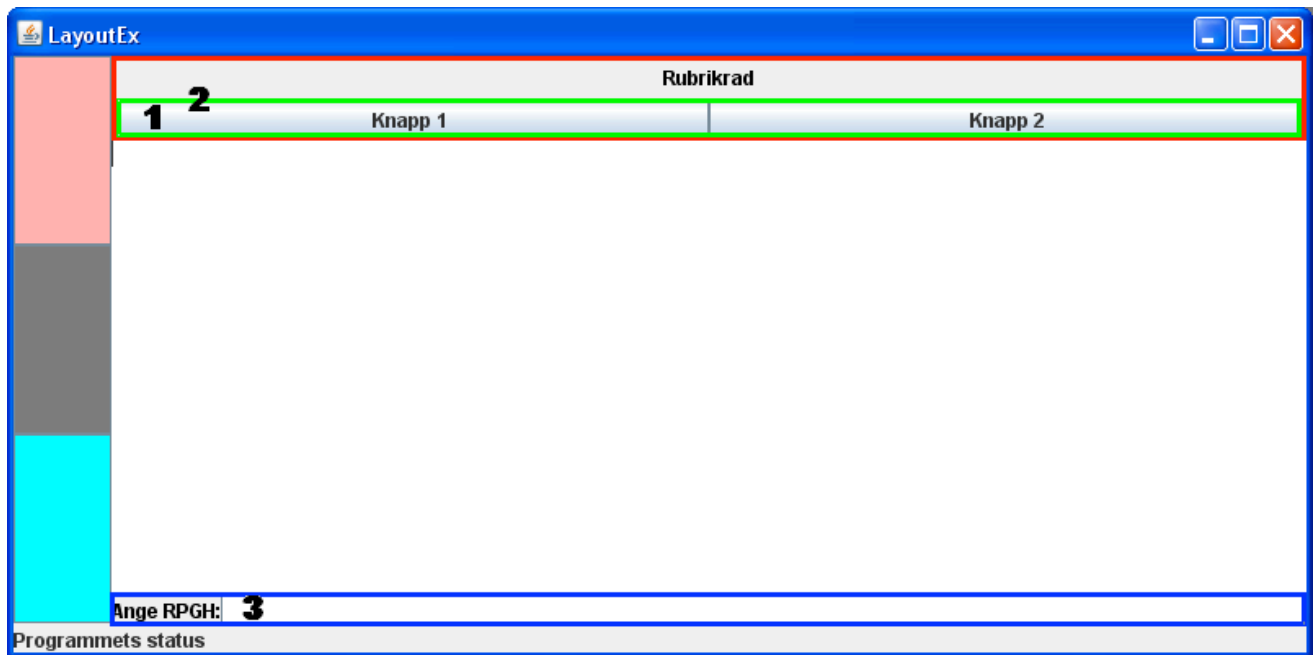 LayoutEx
Rubrikrad
2
1 Knapp 1 Knapp 2
Ange RPGH: 3
Programmets status